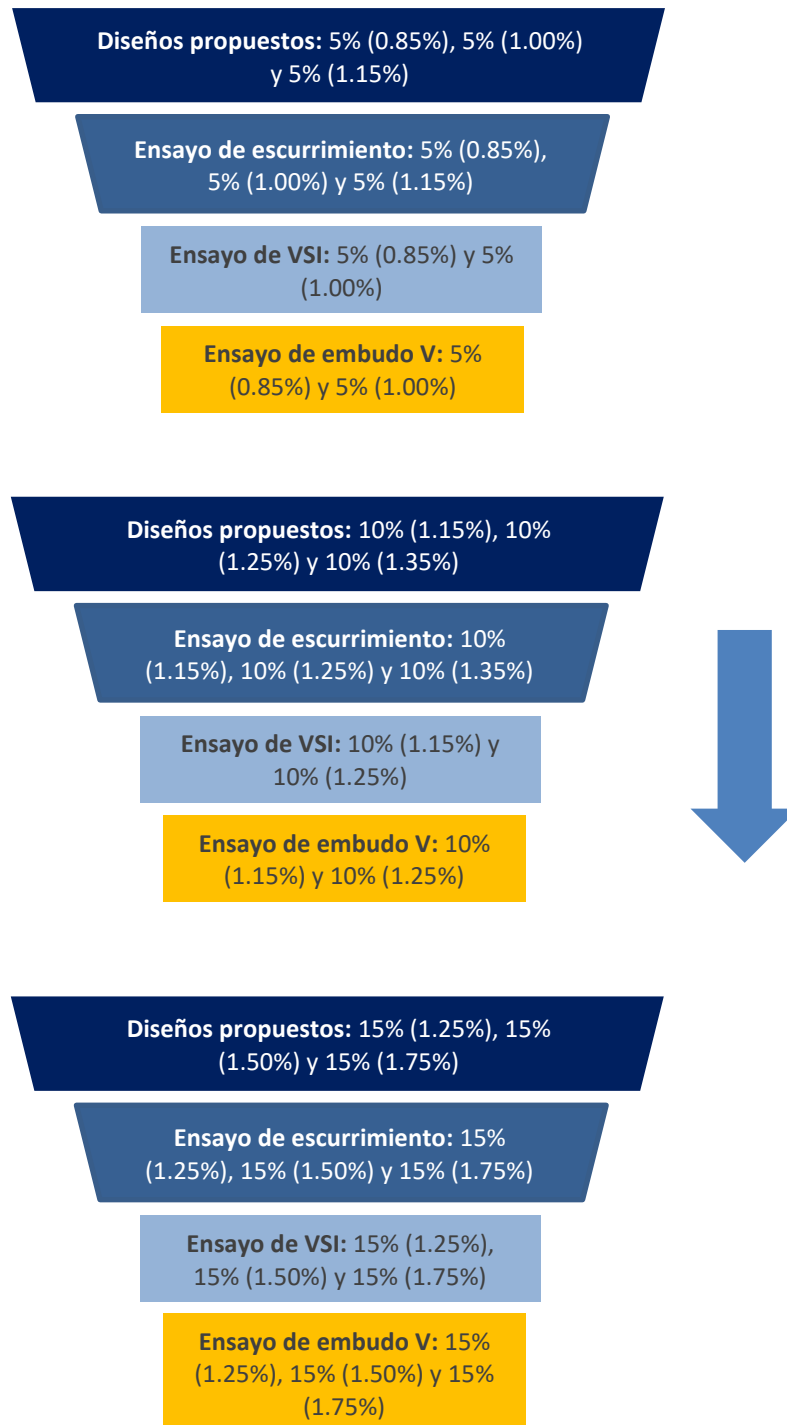 Diseños propuestos: 5% (0.85%), 5% (1.00%)
y 5% (1.15%)
Ensayo de escurrimiento: 5% (0.85%),
5% (1.00%) y 5% (1.15%)
Ensayo de VSI: 5% (0.85%) y 5%
(1.00%)
Ensayo de embudo V: 5%
(0.85%) y 5% (1.00%)
Diseños propuestos: 10% (1.15%), 10%
(1.25%) y 10% (1.35%)
Ensayo de escurrimiento: 10%
(1.15%), 10% (1.25%) y 10% (1.35%)
Ensayo de VSI: 10% (1.15%) y
10% (1.25%)
Ensayo de embudo V: 10%
(1.15%) y 10% (1.25%)
Diseños propuestos: 15% (1.25%), 15%
(1.50%) y 15% (1.75%)
Ensayo de escurrimiento: 15%
(1.25%), 15% (1.50%) y 15% (1.75%)
Ensayo de VSI: 15% (1.25%),
15% (1.50%) y 15% (1.75%)
Ensayo de embudo V: 15%
(1.25%), 15% (1.50%) y 15%
(1.75%)